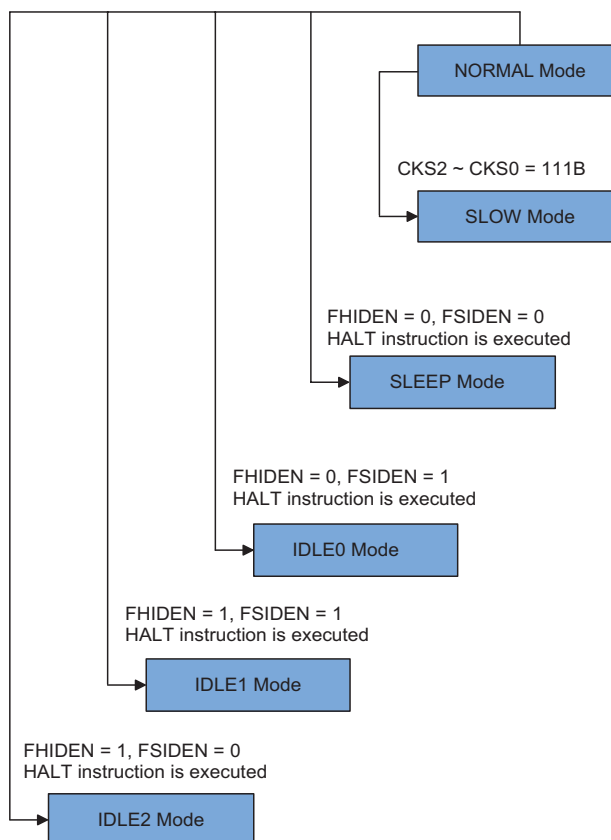 NORMAL Mode
CKS2 ~ CKS0 = 111B
SLOW Mode
FHIDEN = 0, FSIDEN = 0
HALT instruction is executed
SLEEP Mode
FHIDEN = 0, FSIDEN = 1
HALT instruction is executed
IDLE0 Mode
FHIDEN = 1, FSIDEN = 1
HALT instruction is executed
IDLE1 Mode
FHIDEN = 1, FSIDEN = 0
HALT instruction is executed
IDLE2 Mode